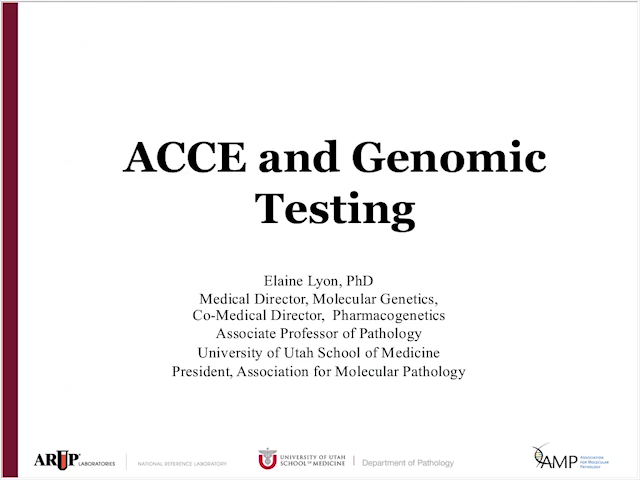 ACCE and Genomic
Testing
Elaine Lyon, PhD
Medical Director, Molecular Genetics,
Co-Medical Director, Pharmacogenetics
Associate Professor of Pathology
University of Utah School of Medicine
President, Association for Molecular Pathology
ARUP LABORATORIES | NATIONAL REFERENCE LABORATORY
UNIVERSITY OF UTAH
SCHOOL OF MEDICINE | Department of Pathology
AMP
ASSOCIATION
FOR MOLECULAR
PATHOLOGY